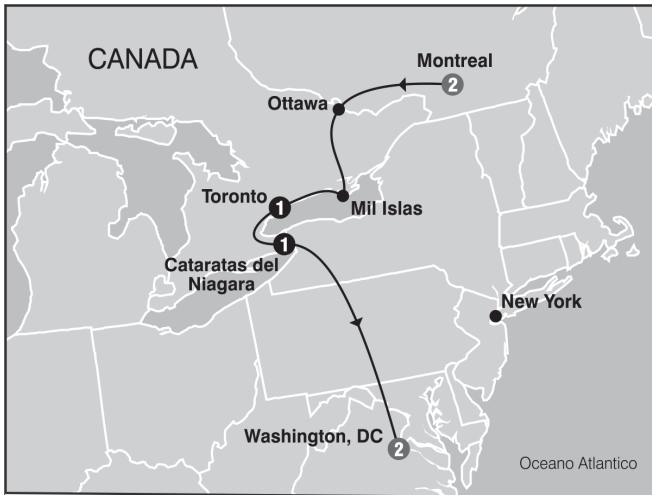 CANADA
Montreal
2
Ottawa
Toronto
1
Mil Islas
1
Cataratas del
Niagara
New York
Washington, DC
2
Oceano Atlantico